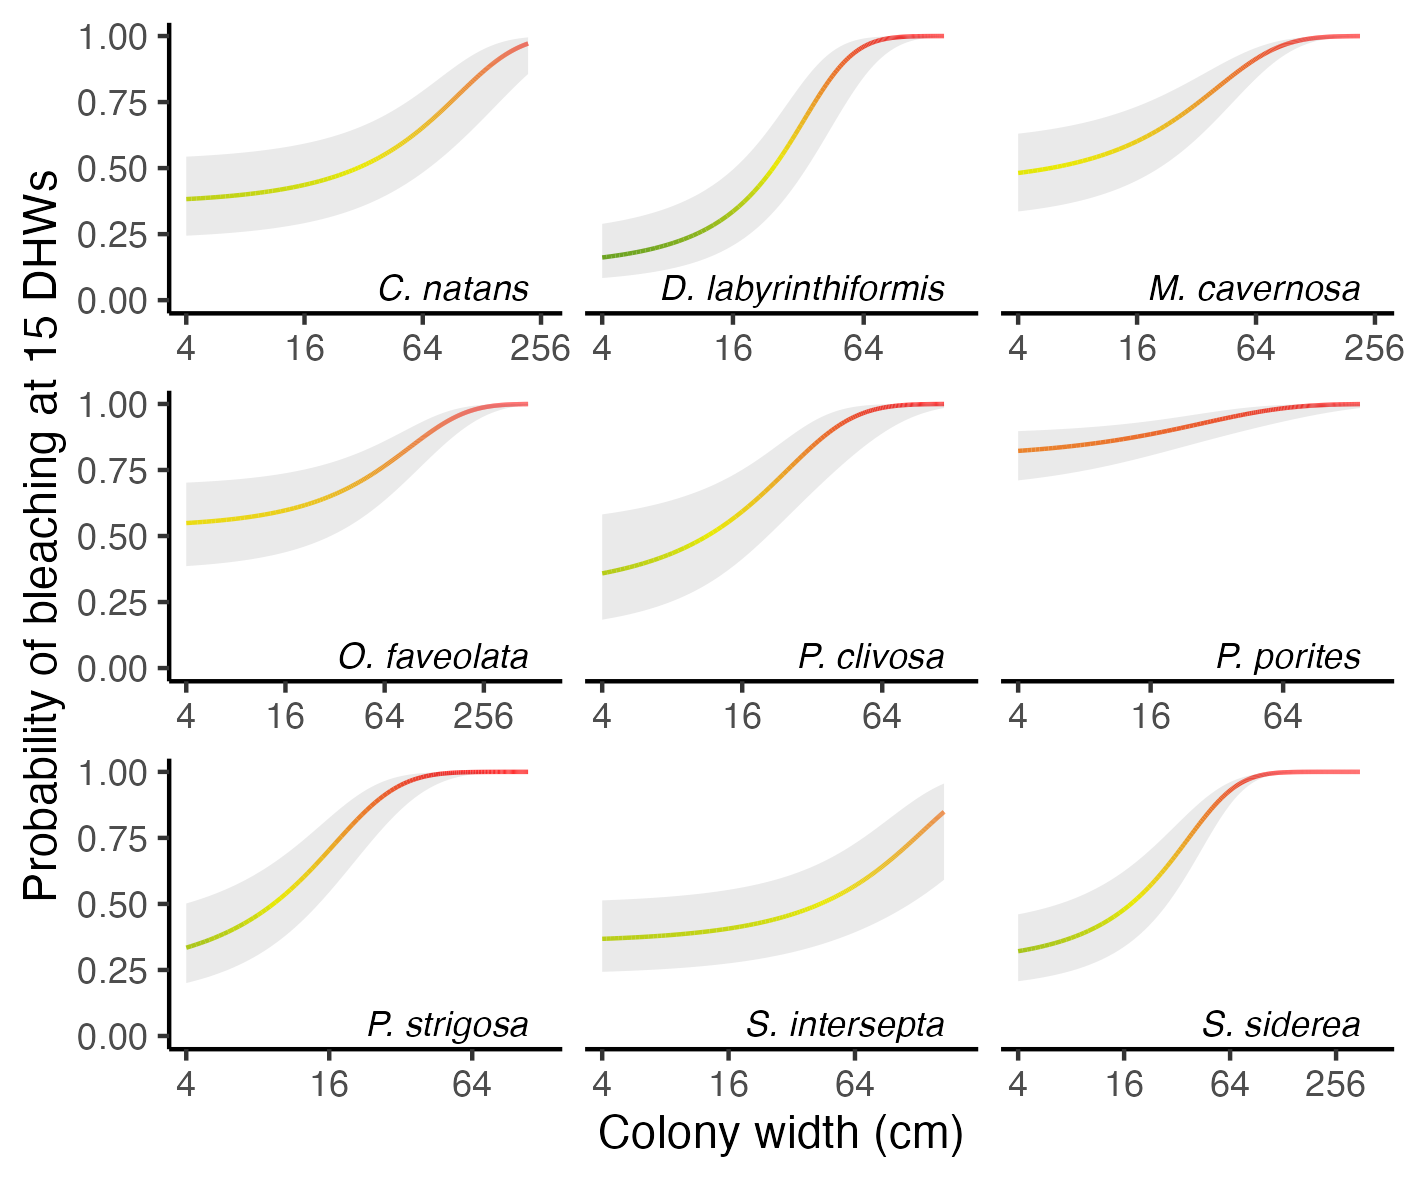 Probability of bleaching at 15 DHWs
1.00
0.75
0.50
0.25
0.00
C. natans
D. labyrinthiformis
M. cavernosa
4 16 64 256
4 16 64
4 16 64 256
1.00
0.75
0.50
0.25
0.00
O. faveolata
P. clivosa
P. porites
4 16 64 256
4 16 64
4 16 64
1.00
0.75
0.50
0.25
0.00
P. strigosa
S. intersepta
S. siderea
4 16 64
4 16 64
4 16 64 256
Colony width (cm)